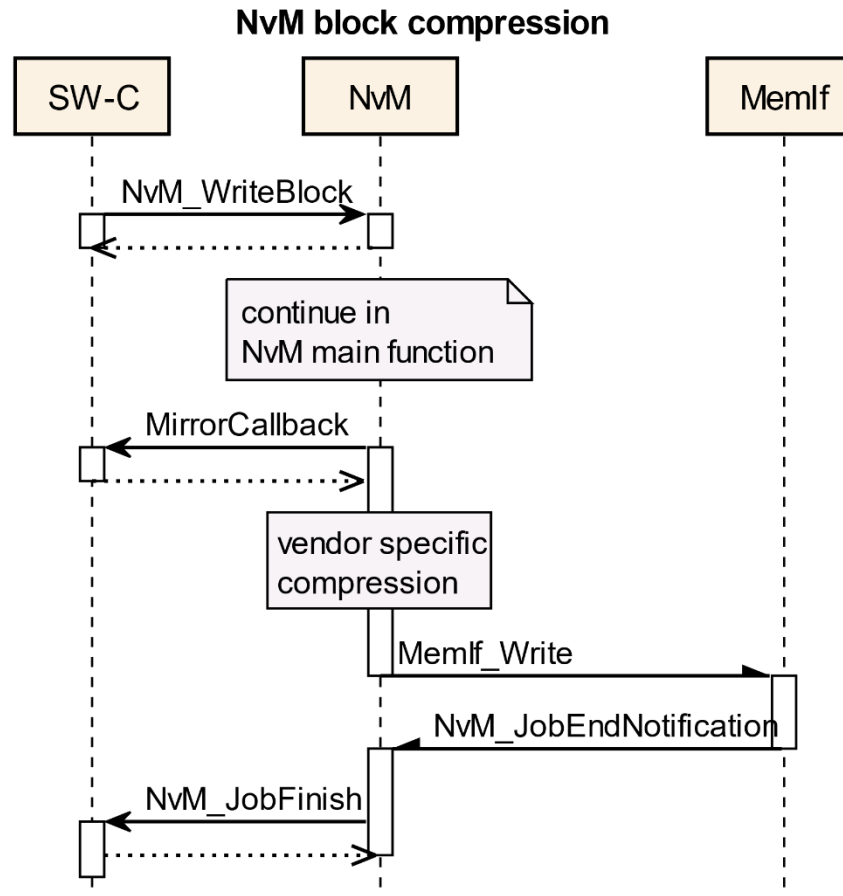 NvM block compression
SW-C
NvM
MemIf
NvM_WriteBlock
continue in
NvM main function
MirrorCallback
vendor specific
compression
MemIf_Write
NvM_JobEndNotification
NvM_JobFinish